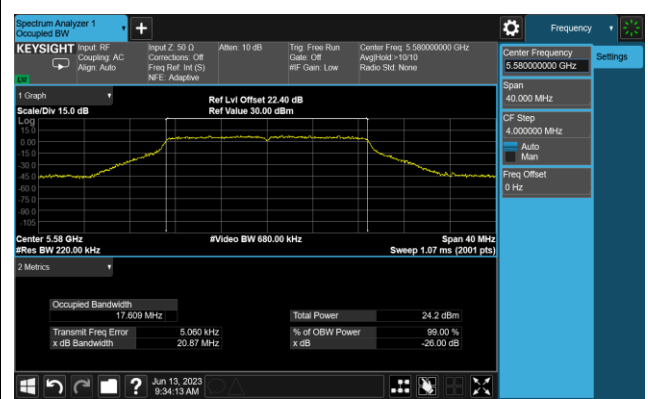 Spectrum Analyzer 1
Occupied BW
Frequency
KEYSIGHT
Input: RF
Coupling: AC
Align: Auto
Input Z: 50 Ω
Corrections: Off
Freq Ref: Int (S)
NFE: Adaptive
Atten: 10 dB
Trig: Free Run
Gate: Off
#IF Gain: Low
Center Freq: 5.580000000 GHz
Avg|Hold:>10/10
Radio Std: None
Center Frequency
5.580000000 GHz
Settings
Span
40.000 MHz
CF Step
4.000000 MHz
Auto
Man
Freq Offset
0 Hz
1 Graph
Scale/Div 15.0 dB
Ref Lvl Offset 22.40 dB
Ref Value 30.00 dBm
Log
15.0
0.00
-15.0
-30.0
-45.0
-60.0
-75.0
-90.0
-105
Center 5.58 GHz
#Video BW 680.00 kHz
Span 40 MHz
#Res BW 220.00 kHz
Sweep 1.07 ms (2001 pts)
2 Metrics
Occupied Bandwidth
17.609 MHz
Total Power 24.2 dBm
Transmit Freq Error 5.060 kHz
% of OBW Power 99.00 %
x dB Bandwidth 20.87 MHz
x dB -26.00 dB
?
Jun 13, 2023
9:34:13 AM